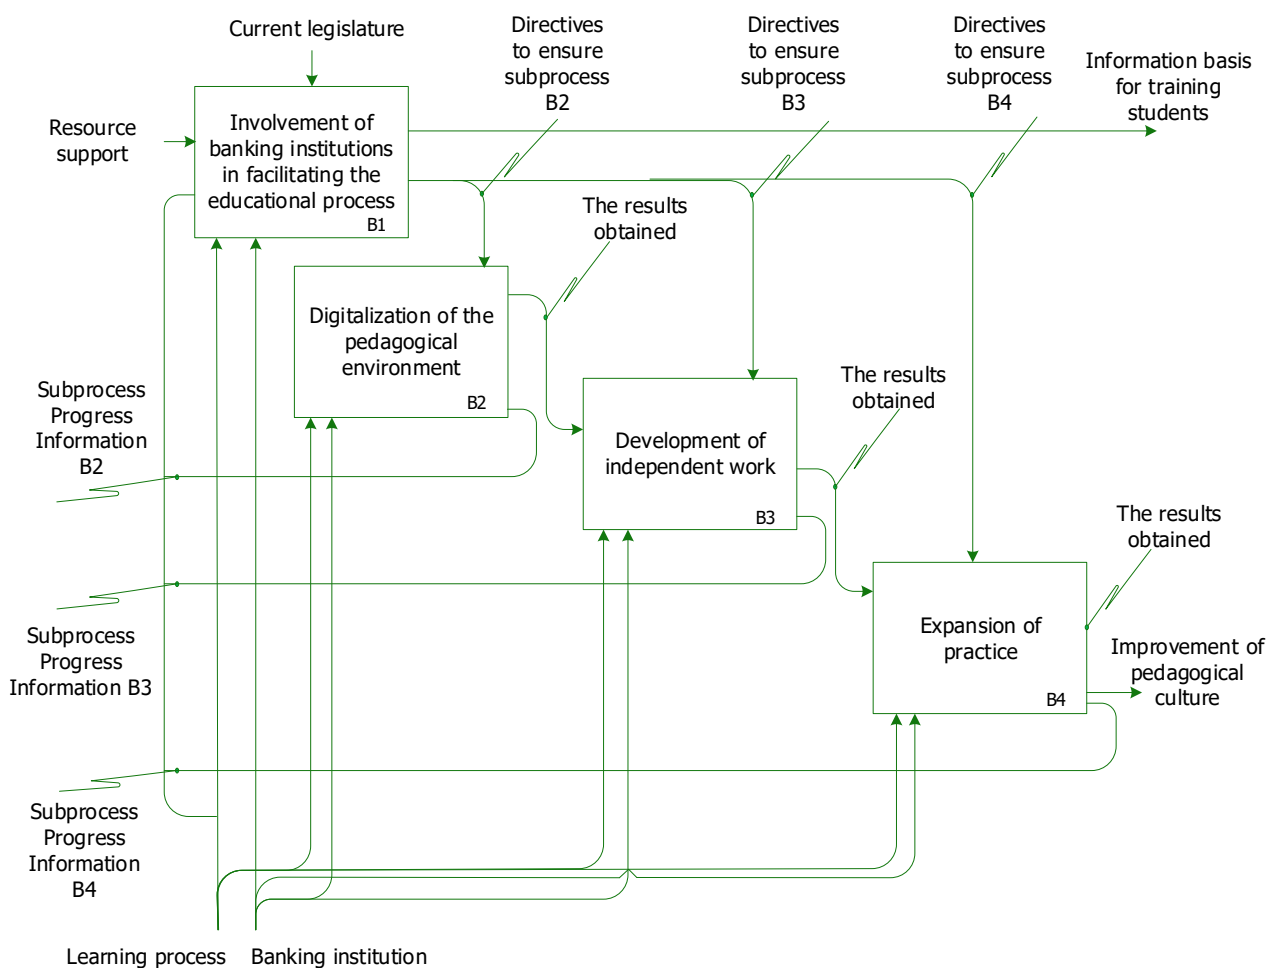 Current legislature
Directives
to ensure
subprocess
B2
Directives
to ensure
subprocess
B3
Directives
to ensure
subprocess
B4
Information basis
for training
students
Resource
support
Involvement of
banking institutions
in facilitating the
educational process
B1
The results
obtained
Digitalization of the
pedagogical
environment
B2
Subprocess
Progress
Information
B2
The results
obtained
Development of
independent work
B3
The results
obtained
Subprocess
Progress
Information B3
Expansion of
practice
B4
Improvement of
pedagogical
culture
Subprocess
Progress
Information
B4
Learning process
Banking institution